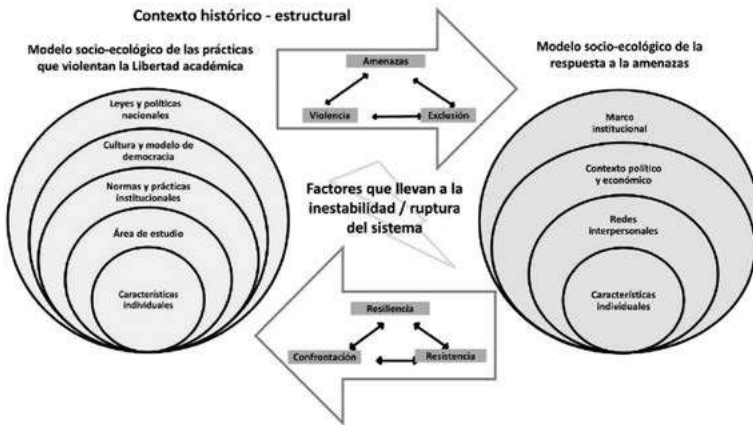 Contexto histórico - estructural
Modelo socio-ecológico de las prácticas
que violentan la Libertad académica
Leyes y políticas
nacionales
Cultura y modelo de
democracia
Normas y prácticas
institucionales
Área de estudio
Características
individuales
Amenazas
Violencia
Exclusión
Factores que llevan a la
inestabilidad / ruptura
del sistema
Resiliencia
Confrontación
Resistencia
Modelo socio-ecológico de la
respuesta a la amenazas
Marco
institucional
Contexto político
y económico
Redes
interpersonales
Características
individuales